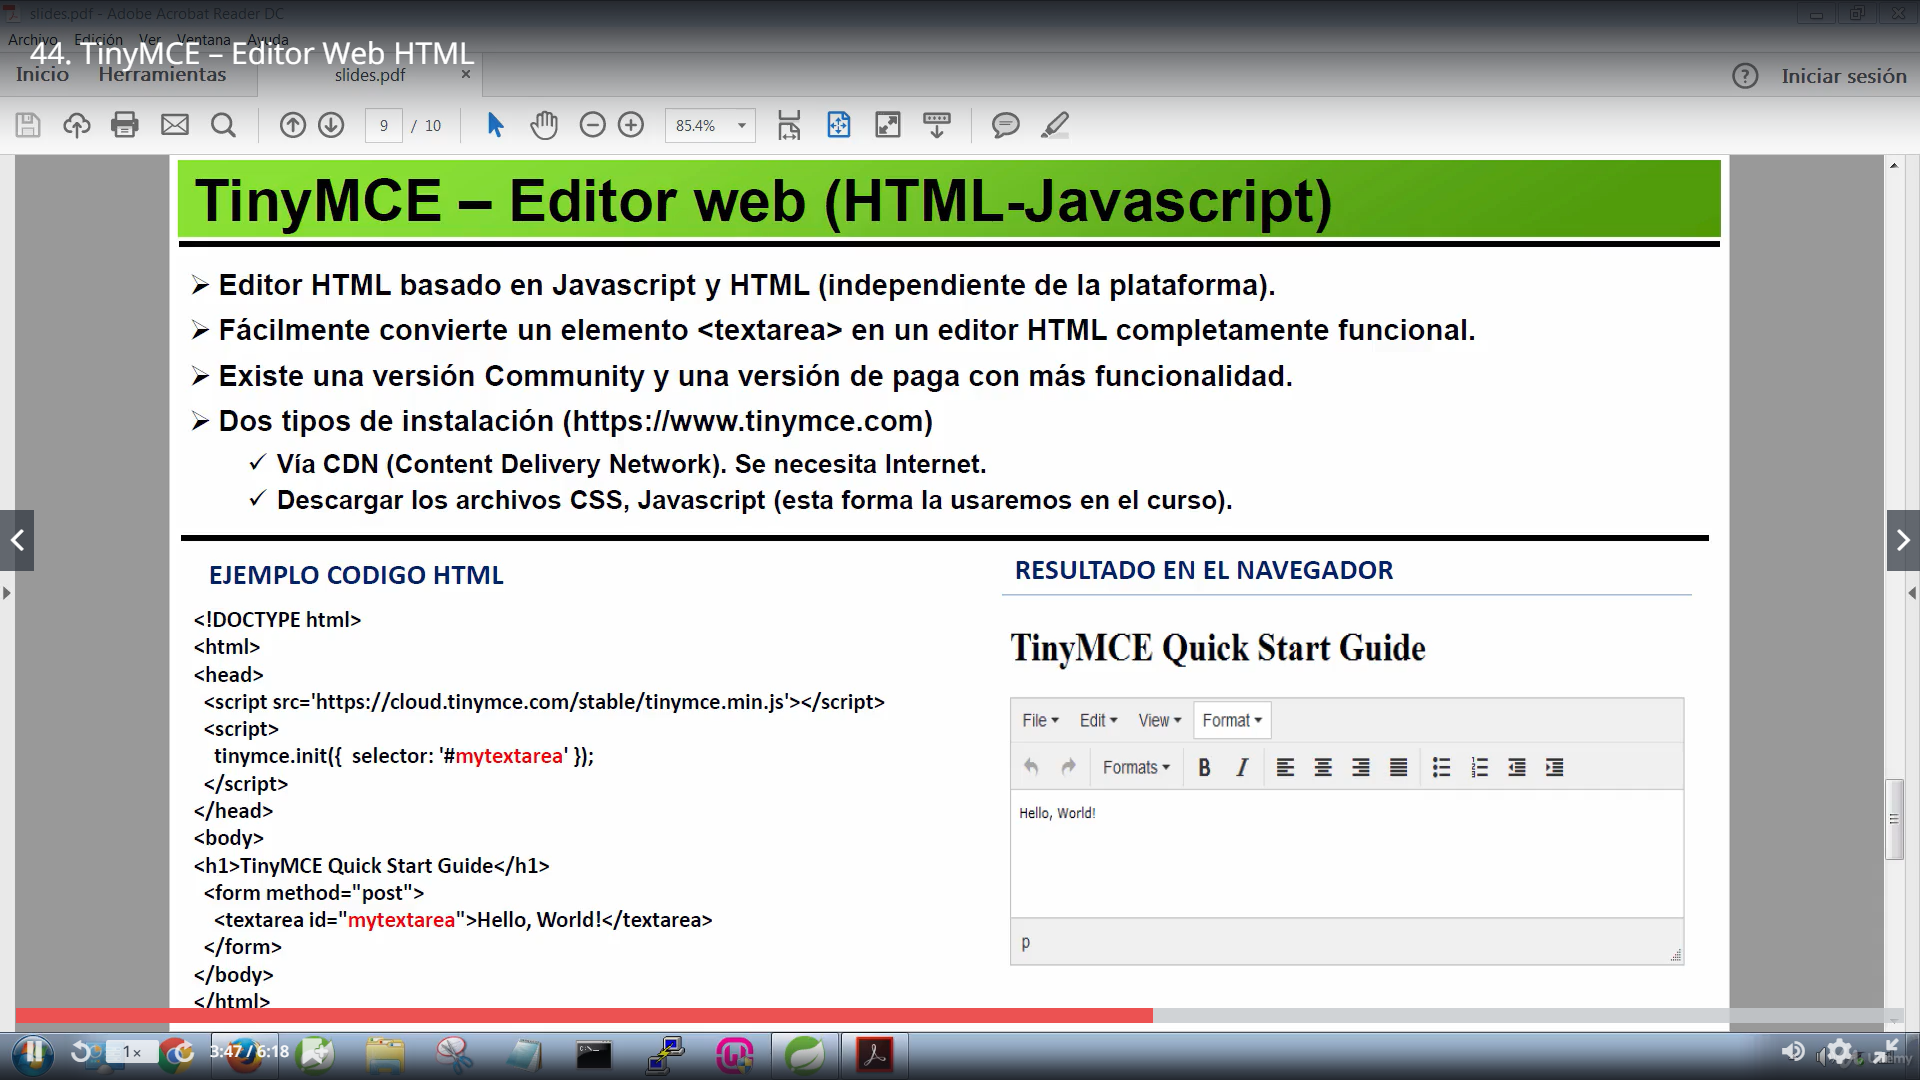 slides.pdf - Adobe Acrobat Reader DC
Archivo Edición Ver Ventana Ayuda
44. TinyMCE – Editor Web HTML
Inicio Herramientas slides.pdf × ? Iniciar sesión
9 / 10 85.4%
TinyMCE – Editor web (HTML-Javascript)
Editor HTML basado en Javascript y HTML (independiente de la plataforma).
Fácilmente convierte un elemento <textarea> en un editor HTML completamente funcional.
Existe una versión Community y una versión de paga con más funcionalidad.
Dos tipos de instalación (https://www.tinymce.com)
Vía CDN (Content Delivery Network). Se necesita Internet.
Descargar los archivos CSS, Javascript (esta forma la usaremos en el curso).
EJEMPLO CODIGO HTML
<!DOCTYPE html>
<html>
<head>
<script src='https://cloud.tinymce.com/stable/tinymce.min.js'></script>
<script>
tinymce.init({ selector: '#mytextarea' });
</script>
</head>
<body>
<h1>TinyMCE Quick Start Guide</h1>
<form method="post">
<textarea id="mytextarea">Hello, World!</textarea>
</form>
</body>
</html>
RESULTADO EN EL NAVEGADOR
TinyMCE Quick Start Guide
File Edit View Format
Formats B I
Hello, World!
p
1× 3:47 / 6:18